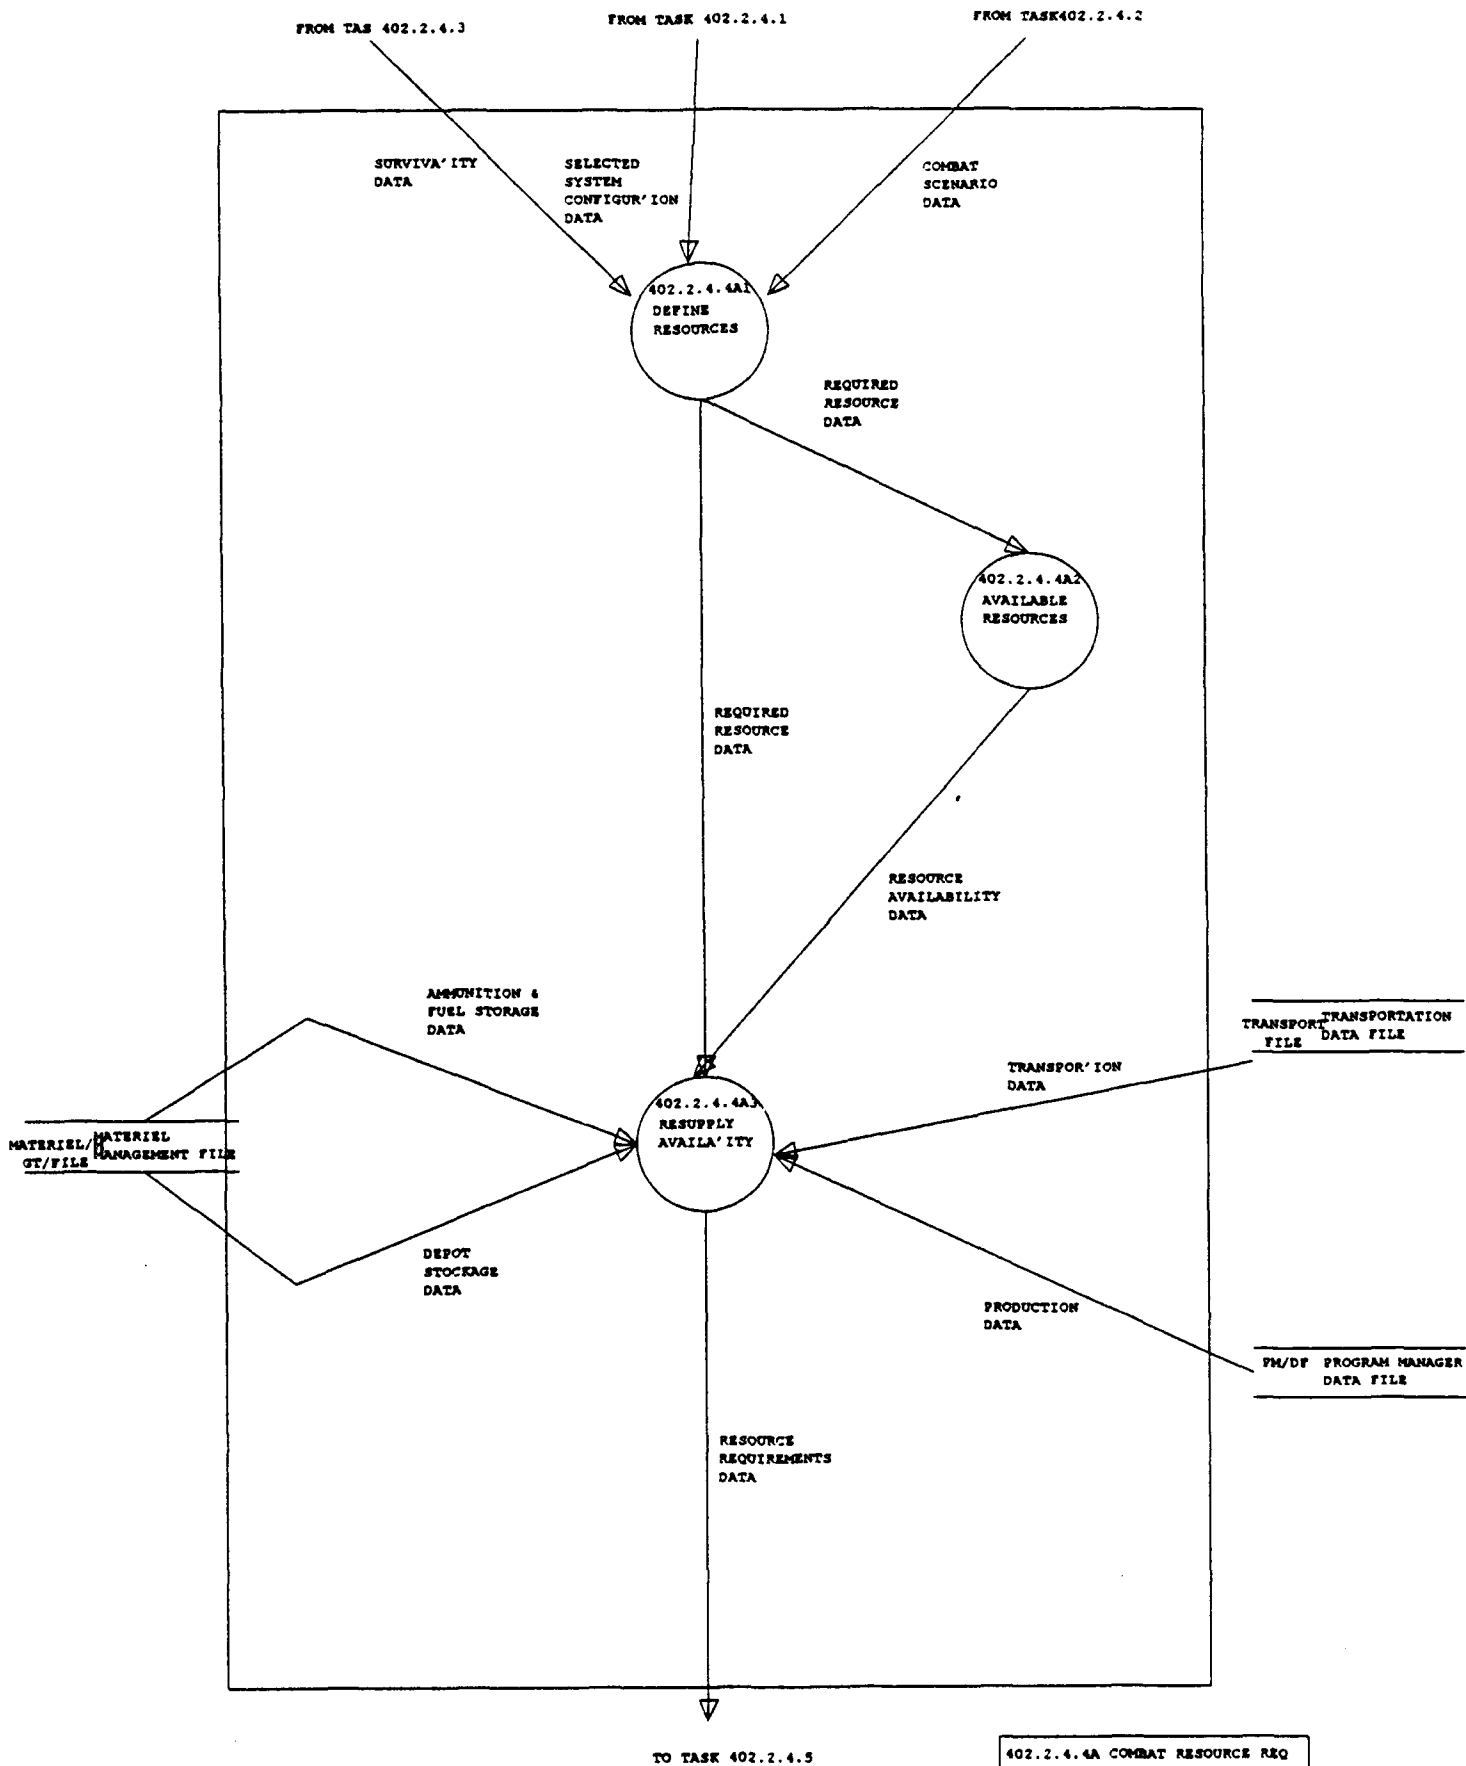 FROM TAS 402.2.4.3
FROM TASK 402.2.4.1
FROM TASK402.2.4.2
SURVIVA'ITY
DATA
SELECTED
SYSTEM
CONFIGUR'ION
DATA
COMBAT
SCENARIO
DATA
402.2.4.4A1
DEFINE
RESOURCES
REQUIRED
RESOURCE
DATA
402.2.4.4A2
AVAILABLE
RESOURCES
REQUIRED
RESOURCE
DATA
RESOURCE
AVAILABILITY
DATA
AMMUNITION &
FUEL STORAGE
DATA
TRANSPORT
FILE
TRANSPORTATION
DATA FILE
TRANSPOR'ION
DATA
402.2.4.4A3
RESUPPLY
AVAILA'ITY
MATERIEL/M
GT/FILE
MATERIEL
MANAGEMENT FILE
DEPOT
STOCKAGE
DATA
PRODUCTION
DATA
PM/DF
PROGRAM MANAGER
DATA FILE
RESOURCE
REQUIREMENTS
DATA
TO TASK 402.2.4.5
402.2.4.4A COMBAT RESOURCE REQ